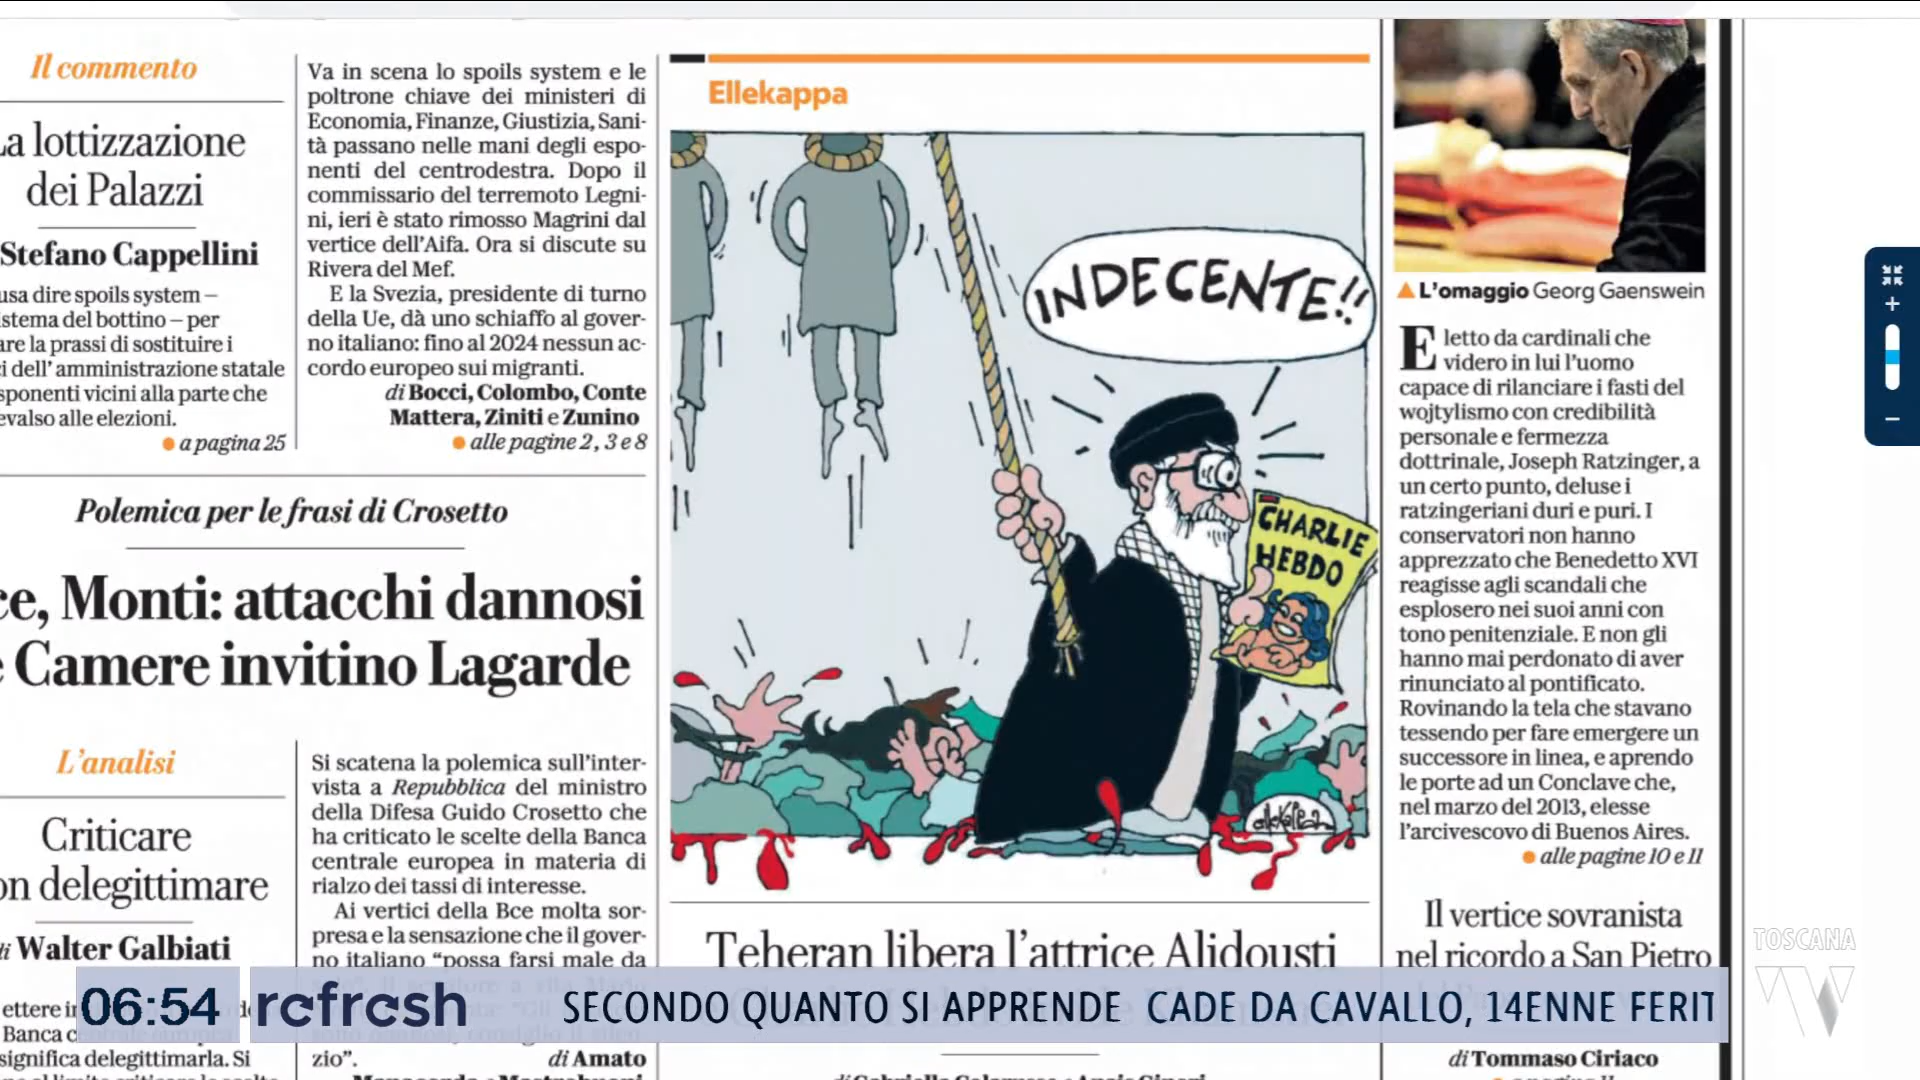 Il commento
La lottizzazione
dei Palazzi
Stefano Cappellini
usa dire spoils system –
istema del bottino – per
are la prassi di sostituire i
ci dell'amministrazione statale
sponenti vicini alla parte che
evalso alle elezioni.
a pagina 25
Va in scena lo spoils system e le
poltrone chiave dei ministeri di
Economia, Finanze, Giustizia, Sani-
tà passano nelle mani degli espo-
nenti del centrodestra. Dopo il
commissario del terremoto Legni-
ni, ieri è stato rimosso Magrini dal
vertice dell'Aifa. Ora si discute su
Rivera del Mef.
E la Svezia, presidente di turno
della Ue, dà uno schiaffo al gover-
no italiano: fino al 2024 nessun ac-
cordo europeo sui migranti.
di Bocci, Colombo, Conte
Mattera, Ziniti e Zunino
alle pagine 2, 3 e 8
Polemica per le frasi di Crosetto
ce, Monti: attacchi dannosi
e Camere invitino Lagarde
L'analisi
Criticare
on delegittimare
di Walter Galbiati
ettere in
Banca
significa delegittimarla. Si
Si scatena la polemica sull'inter-
vista a Repubblica del ministro
della Difesa Guido Crosetto che
ha criticato le scelte della Banca
centrale europea in materia di
rialzo dei tassi di interesse.
Ai vertici della Bce molta sor-
presa e la sensazione che il gover-
no italiano "possa farsi male da
zio".
di Amato
Ellekappa
INDECENTE!!
CHARLIE
HEBDO
ellekappa
Teheran libera l'attrice Alidousti
L'omaggio Georg Gaenswein
Eletto da cardinali che
videro in lui l'uomo
capace di rilanciare i fasti del
wojtylismo con credibilità
personale e fermezza
dottrinale, Joseph Ratzinger, a
un certo punto, deluse i
ratzingeriani duri e puri. I
conservatori non hanno
apprezzato che Benedetto XVI
reagisse agli scandali che
esplosero nei suoi anni con
tono penitenziale. E non gli
hanno mai perdonato di aver
rinunciato al pontificato.
Rovinando la tela che stavano
tessendo per fare emergere un
successore in linea, e aprendo
le porte ad un Conclave che,
nel marzo del 2013, elesse
l'arcivescovo di Buenos Aires.
alle pagine 10 e 11
Il vertice sovranista
nel ricordo a San Pietro
di Tommaso Ciriaco
TOSCANA
06:54 rafrash SECONDO QUANTO SI APPRENDE CADE DA CAVALLO, 14ENNE FERIT